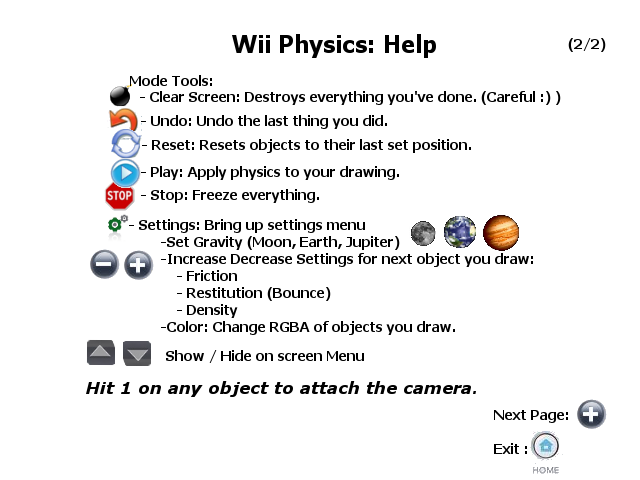 Wii Physics: Help
(2/2)
Mode Tools:
- Clear Screen: Destroys everything you've done. (Careful :) )
- Undo: Undo the last thing you did.
- Reset: Resets objects to their last set position.
- Play: Apply physics to your drawing.
STOP - Stop: Freeze everything.
- Settings: Bring up settings menu
-Set Gravity (Moon, Earth, Jupiter)
-Increase Decrease Settings for next object you draw:
- Friction
- Restitution (Bounce)
- Density
-Color: Change RGBA of objects you draw.
Show / Hide on screen Menu
Hit 1 on any object to attach the camera.
Next Page:
Exit :
HOME